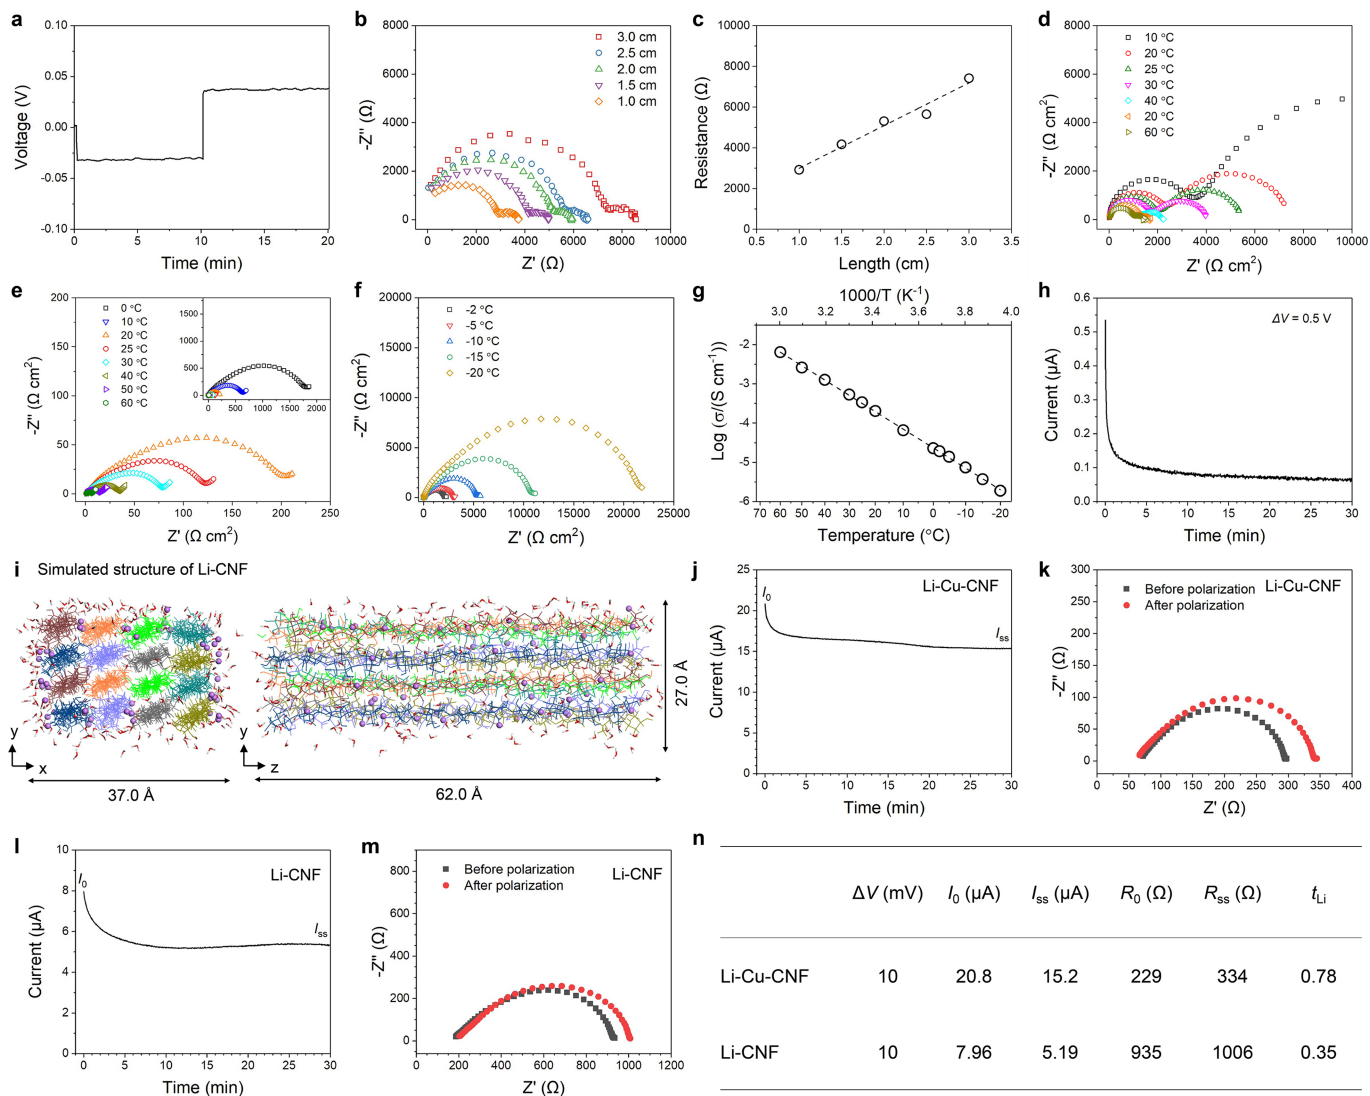 a
0.10
0.05
0.00
-0.05
-0.10
Voltage (V)
0 5 10 15 20
Time (min)
b
8000
6000
4000
2000
0
-Z'' (Ω)
3.0 cm
2.5 cm
2.0 cm
1.5 cm
1.0 cm
0 2000 4000 6000 8000 10000
Z' (Ω)
c
10000
8000
6000
4000
2000
0
Resistance (Ω)
0.5 1.0 1.5 2.0 2.5 3.0 3.5
Length (cm)
d
8000
6000
4000
2000
0
-Z'' (Ω cm²)
10 °C
20 °C
25 °C
30 °C
40 °C
20 °C
60 °C
0 2000 4000 6000 8000 10000
Z' (Ω cm²)
e
200
150
100
50
0
-Z'' (Ω cm²)
0 °C
10 °C
20 °C
25 °C
30 °C
40 °C
50 °C
60 °C
1500
1000
500
0
0 500 1000 1500 2000
0 50 100 150 200 250
Z' (Ω cm²)
f
20000
15000
10000
5000
0
-Z'' (Ω cm²)
-2 °C
-5 °C
-10 °C
-15 °C
-20 °C
0 5000 10000 15000 20000 25000
Z' (Ω cm²)
g
1000/T (K⁻¹)
3.0 3.2 3.4 3.6 3.8 4.0
-2
-3
-4
-5
-6
Log (σ/(S cm⁻¹))
70 60 50 40 30 20 10 0 -10 -20
Temperature (°C)
h
0.6
0.5
0.4
0.3
0.2
0.1
0.0
Current (µA)
ΔV = 0.5 V
0 5 10 15 20 25 30
Time (min)
i Simulated structure of Li-CNF
y
x
37.0 Å
y
z
62.0 Å
27.0 Å
j
25
20
15
10
5
0
Current (µA)
I₀
Li-Cu-CNF
Iss
0 5 10 15 20 25 30
Time (min)
k
300
250
200
150
100
50
0
-Z'' (Ω)
Before polarization
After polarization
Li-Cu-CNF
0 50 100 150 200 250 300 350 400
Z' (Ω)
l
10
8
6
4
2
0
Current (µA)
I₀
Li-CNF
Iss
0 5 10 15 20 25 30
Time (min)
m
800
600
400
200
0
-Z'' (Ω)
Before polarization
After polarization
Li-CNF
0 200 400 600 800 1000 1200
Z' (Ω)
n
ΔV (mV) I₀ (µA) Iss (µA) R₀ (Ω) Rss (Ω) tLi
Li-Cu-CNF 10 20.8 15.2 229 334 0.78
Li-CNF 10 7.96 5.19 935 1006 0.35